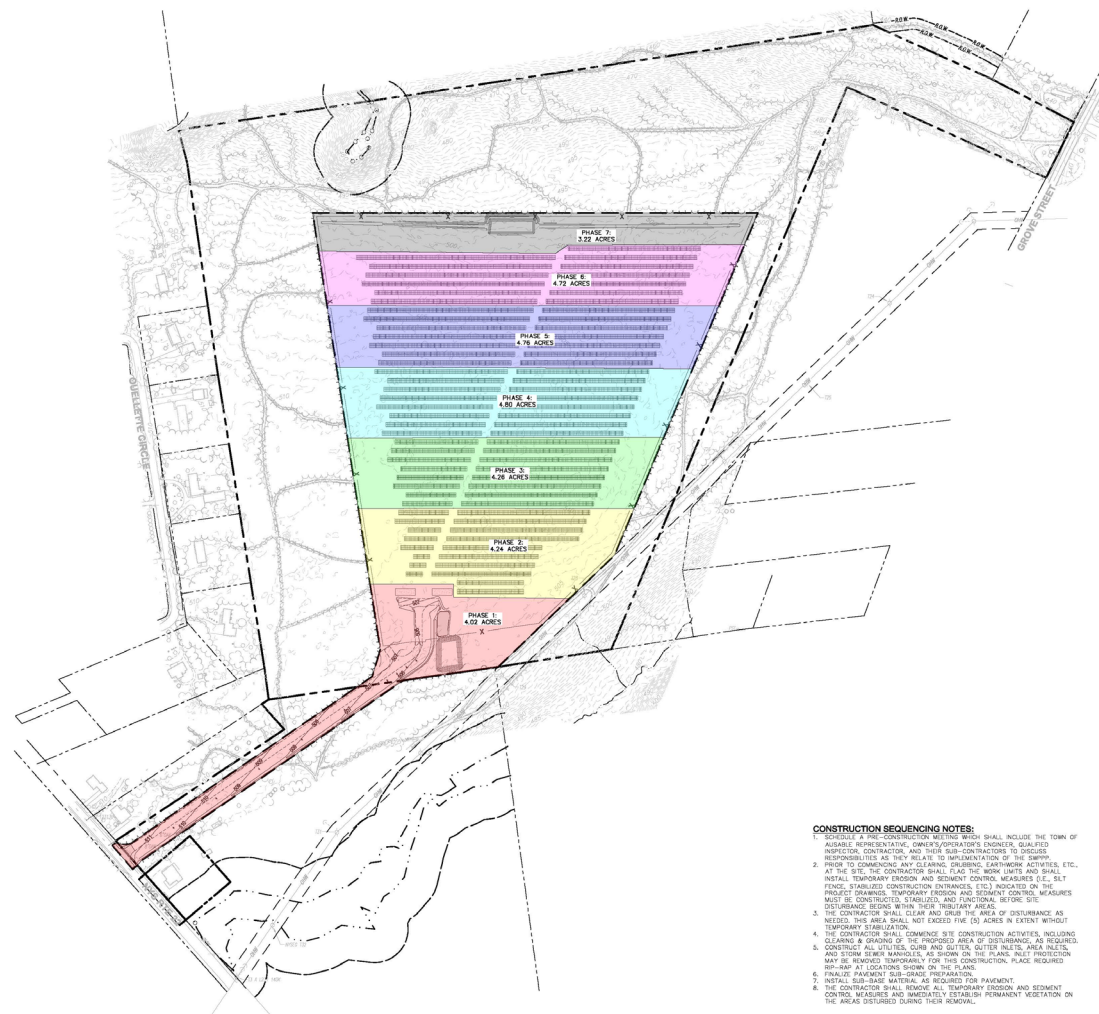 ROW
ROW
ROW
ROW
GROVE STREET
PHASE 7:
3.22 ACRES
PHASE 6:
4.72 ACRES
PHASE 5:
4.76 ACRES
PHASE 4:
4.80 ACRES
PHASE 3:
4.26 ACRES
PHASE 2:
4.24 ACRES
PHASE 1:
4.02 ACRES
OUELLETTE CIRCLE
CONSTRUCTION SEQUENCING NOTES:
1. SCHEDULE A PRE-CONSTRUCTION MEETING WHICH SHALL INCLUDE THE TOWN OF
AUSABLE REPRESENTATIVE, OWNER'S/OPERATOR'S ENGINEER, QUALIFIED
INSPECTOR, CONTRACTOR, AND THEIR SUB-CONTRACTORS TO DISCUSS
RESPONSIBILITIES AS THEY RELATE TO IMPLEMENTATION OF THE SWPPP.
2. PRIOR TO COMMENCING ANY CLEARING, GRUBBING, EARTHWORK ACTIVITIES, ETC.,
AT THE SITE, THE CONTRACTOR SHALL FLAG THE WORK LIMITS AND SHALL
INSTALL TEMPORARY EROSION AND SEDIMENT CONTROL MEASURES (I.E., SILT
FENCE, STABILIZED CONSTRUCTION ENTRANCES, ETC.) INDICATED ON THE
PROJECT DRAWINGS. TEMPORARY EROSION AND SEDIMENT CONTROL MEASURES
MUST BE CONSTRUCTED, STABILIZED, AND FUNCTIONAL BEFORE SITE
DISTURBANCE BEGINS WITHIN THEIR TRIBUTARY AREAS.
3. THE CONTRACTOR SHALL CLEAR AND GRUB THE AREA OF DISTURBANCE AS
NEEDED. THIS AREA SHALL NOT EXCEED FIVE (5) ACRES IN EXTENT WITHOUT
TEMPORARY STABILIZATION.
4. THE CONTRACTOR SHALL COMMENCE SITE CONSTRUCTION ACTIVITIES, INCLUDING
CLEARING & GRADING OF THE PROPOSED AREA OF DISTURBANCE, AS REQUIRED.
5. CONSTRUCT ALL UTILITIES, CURB AND GUTTER, GUTTER INLETS, AREA INLETS,
AND STORM SEWER MANHOLES, AS SHOWN ON THE PLANS. INLET PROTECTION
MAY BE REMOVED TEMPORARILY FOR THIS CONSTRUCTION. PLACE REQUIRED
RIP-RAP AT LOCATIONS SHOWN ON THE PLANS.
6. FINALIZE PAVEMENT SUB-GRADE PREPARATION.
7. INSTALL SUB-BASE MATERIAL AS REQUIRED FOR PAVEMENT.
8. THE CONTRACTOR SHALL REMOVE ALL TEMPORARY EROSION AND SEDIMENT
CONTROL MEASURES AND IMMEDIATELY ESTABLISH PERMANENT VEGETATION ON
THE AREAS DISTURBED DURING THEIR REMOVAL.